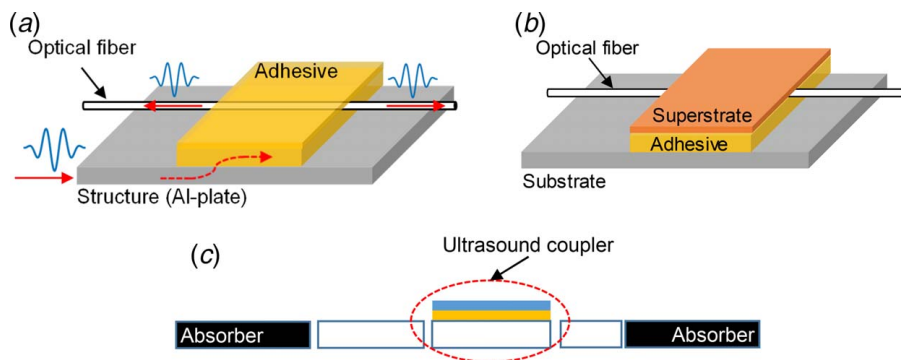 (a)
Optical fiber
Adhesive
Structure (Al-plate)
(b)
Optical fiber
Superstrate
Adhesive
Substrate
(c)
Ultrasound coupler
Absorber
Absorber